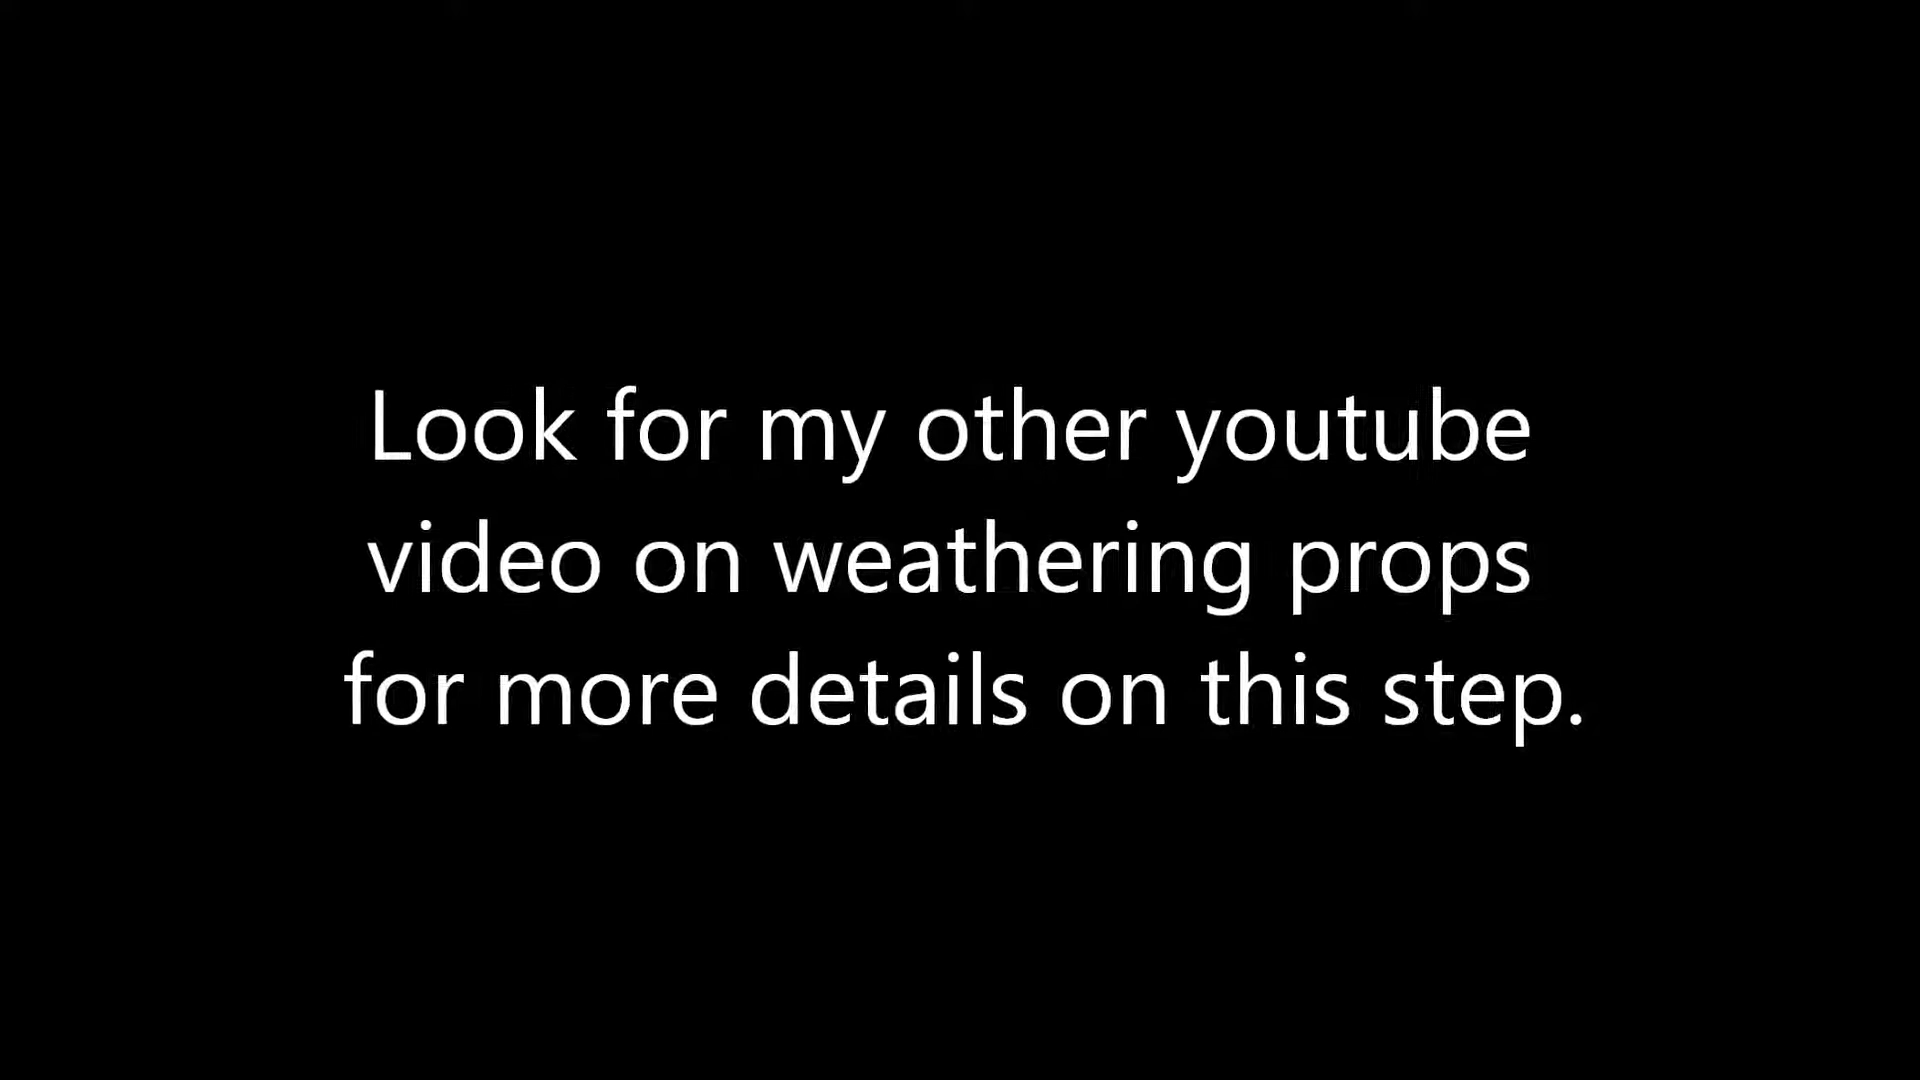 Look for my other youtube
video on weathering props
for more details on this step.